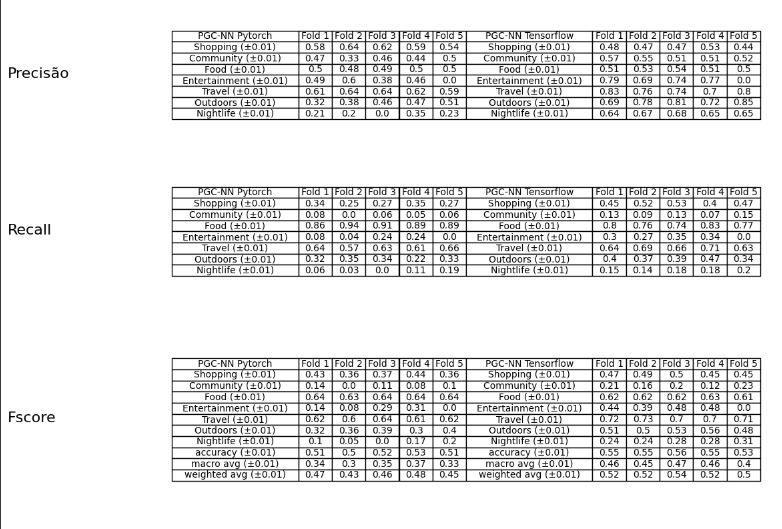 PGC-NN Pytorch Fold 1 Fold 2 Fold 3 Fold 4 Fold 5 PGC-NN Tensorflow Fold 1 Fold 2 Fold 3 Fold 4 Fold 5
Shopping (±0.01) 0.58 0.64 0.62 0.59 0.54 Shopping (±0.01) 0.48 0.47 0.47 0.53 0.44
Community (±0.01) 0.47 0.33 0.46 0.44 0.5 Community (±0.01) 0.57 0.55 0.51 0.51 0.52
Precisão
Food (±0.01) 0.5 0.48 0.49 0.5 0.5 Food (±0.01) 0.51 0.53 0.54 0.51 0.5
Entertainment (±0.01) 0.49 0.6 0.38 0.46 0.0 Entertainment (±0.01) 0.79 0.76 0.74 0.77 0.0
Travel (±0.01) 0.61 0.64 0.64 0.62 0.59 Travel (±0.01) 0.83 0.76 0.74 0.7 0.8
Outdoors (±0.01) 0.32 0.38 0.46 0.47 0.51 Outdoors (±0.01) 0.69 0.78 0.81 0.72 0.85
Nightlife (±0.01) 0.21 0.2 0.0 0.35 0.23 Nightlife (±0.01) 0.64 0.67 0.68 0.65 0.65
PGC-NN Pytorch Fold 1 Fold 2 Fold 3 Fold 4 Fold 5 PGC-NN Tensorflow Fold 1 Fold 2 Fold 3 Fold 4 Fold 5
Shopping (±0.01) 0.34 0.25 0.27 0.35 0.27 Shopping (±0.01) 0.45 0.52 0.53 0.4 0.47
Community (±0.01) 0.08 0.0 0.06 0.05 0.06 Community (±0.01) 0.13 0.09 0.13 0.07 0.15
Recall
Food (±0.01) 0.86 0.94 0.91 0.89 0.89 Food (±0.01) 0.8 0.76 0.74 0.83 0.77
Entertainment (±0.01) 0.08 0.04 0.24 0.24 0.0 Entertainment (±0.01) 0.3 0.27 0.35 0.34 0.0
Travel (±0.01) 0.64 0.57 0.63 0.61 0.66 Travel (±0.01) 0.64 0.69 0.66 0.71 0.63
Outdoors (±0.01) 0.32 0.35 0.34 0.22 0.33 Outdoors (±0.01) 0.4 0.37 0.39 0.47 0.34
Nightlife (±0.01) 0.06 0.03 0.0 0.11 0.19 Nightlife (±0.01) 0.15 0.14 0.18 0.18 0.2
PGC-NN Pytorch Fold 1 Fold 2 Fold 3 Fold 4 Fold 5 PGC-NN Tensorflow Fold 1 Fold 2 Fold 3 Fold 4 Fold 5
Shopping (±0.01) 0.43 0.36 0.37 0.44 0.36 Shopping (±0.01) 0.47 0.49 0.5 0.45 0.45
Community (±0.01) 0.14 0.0 0.11 0.08 0.1 Community (±0.01) 0.21 0.16 0.2 0.12 0.23
Food (±0.01) 0.64 0.63 0.64 0.64 0.64 Food (±0.01) 0.62 0.62 0.62 0.63 0.61
Entertainment (±0.01) 0.14 0.08 0.29 0.31 0.0 Entertainment (±0.01) 0.44 0.39 0.48 0.48 0.0
Fscore
Travel (±0.01) 0.62 0.6 0.64 0.61 0.62 Travel (±0.01) 0.72 0.73 0.7 0.7 0.71
Outdoors (±0.01) 0.32 0.36 0.39 0.3 0.4 Outdoors (±0.01) 0.51 0.5 0.53 0.56 0.48
Nightlife (±0.01) 0.1 0.05 0.0 0.17 0.2 Nightlife (±0.01) 0.24 0.24 0.28 0.28 0.31
accuracy (±0.01) 0.51 0.5 0.52 0.53 0.51 accuracy (±0.01) 0.55 0.55 0.56 0.55 0.53
macro avg (±0.01) 0.34 0.3 0.35 0.37 0.33 macro avg (±0.01) 0.46 0.45 0.47 0.46 0.4
weighted avg (±0.01) 0.47 0.43 0.46 0.48 0.45 weighted avg (±0.01) 0.52 0.52 0.54 0.52 0.5